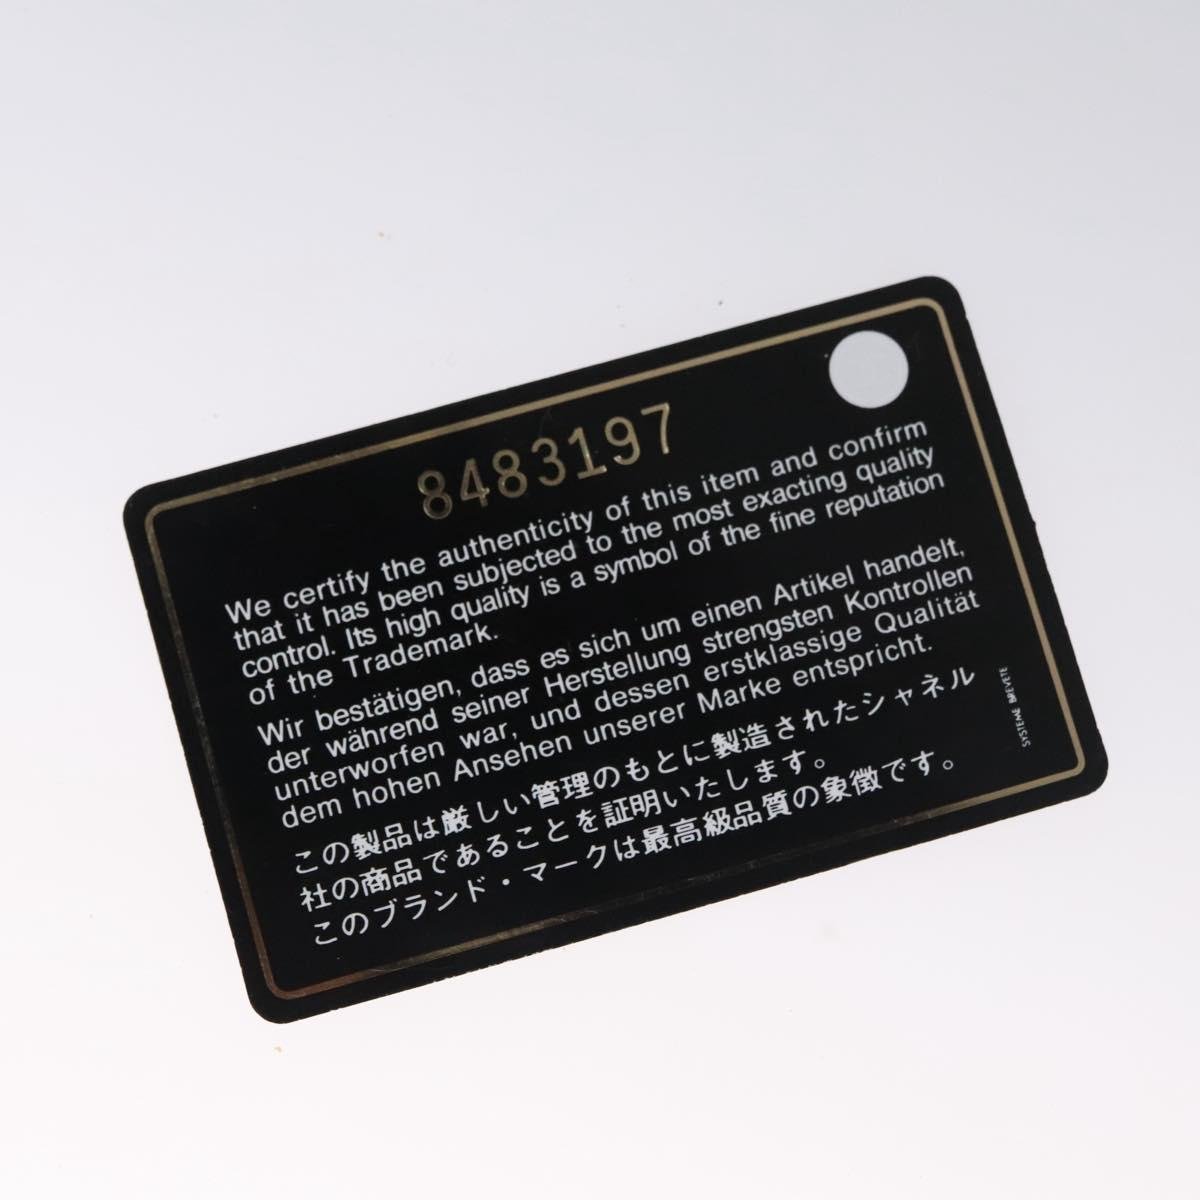 8483197
We certify the authenticity of this item and confirm
that it has been subjected to the most exacting quality
control. Its high quality is a symbol of the fine reputation
of the Trademark.
Wir bestätigen, dass es sich um einen Artikel handelt,
der während seiner Herstellung strengsten Kontrollen
unterworfen war, und dessen erstklassige Qualität
dem hohen Ansehen unserer Marke entspricht.
この製品は厳しい管理のもとに製造されたシャネル
社の商品であることを証明いたします。
このブランド・マークは最高級品質の象徴です。
SYSTEME BREVETE